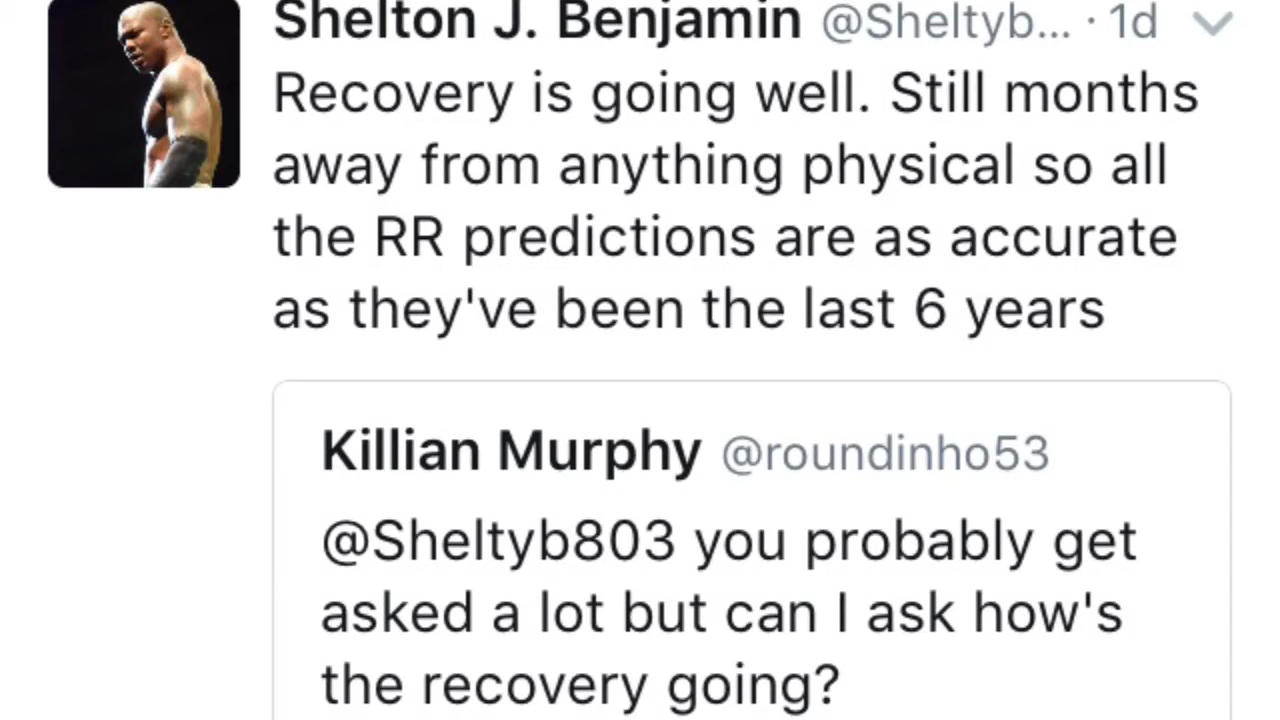 Shelton J. Benjamin @Sheltyb... · 1d
Recovery is going well. Still months
away from anything physical so all
the RR predictions are as accurate
as they've been the last 6 years
Killian Murphy @roundinho53
@Sheltyb803 you probably get
asked a lot but can I ask how's
the recovery going?